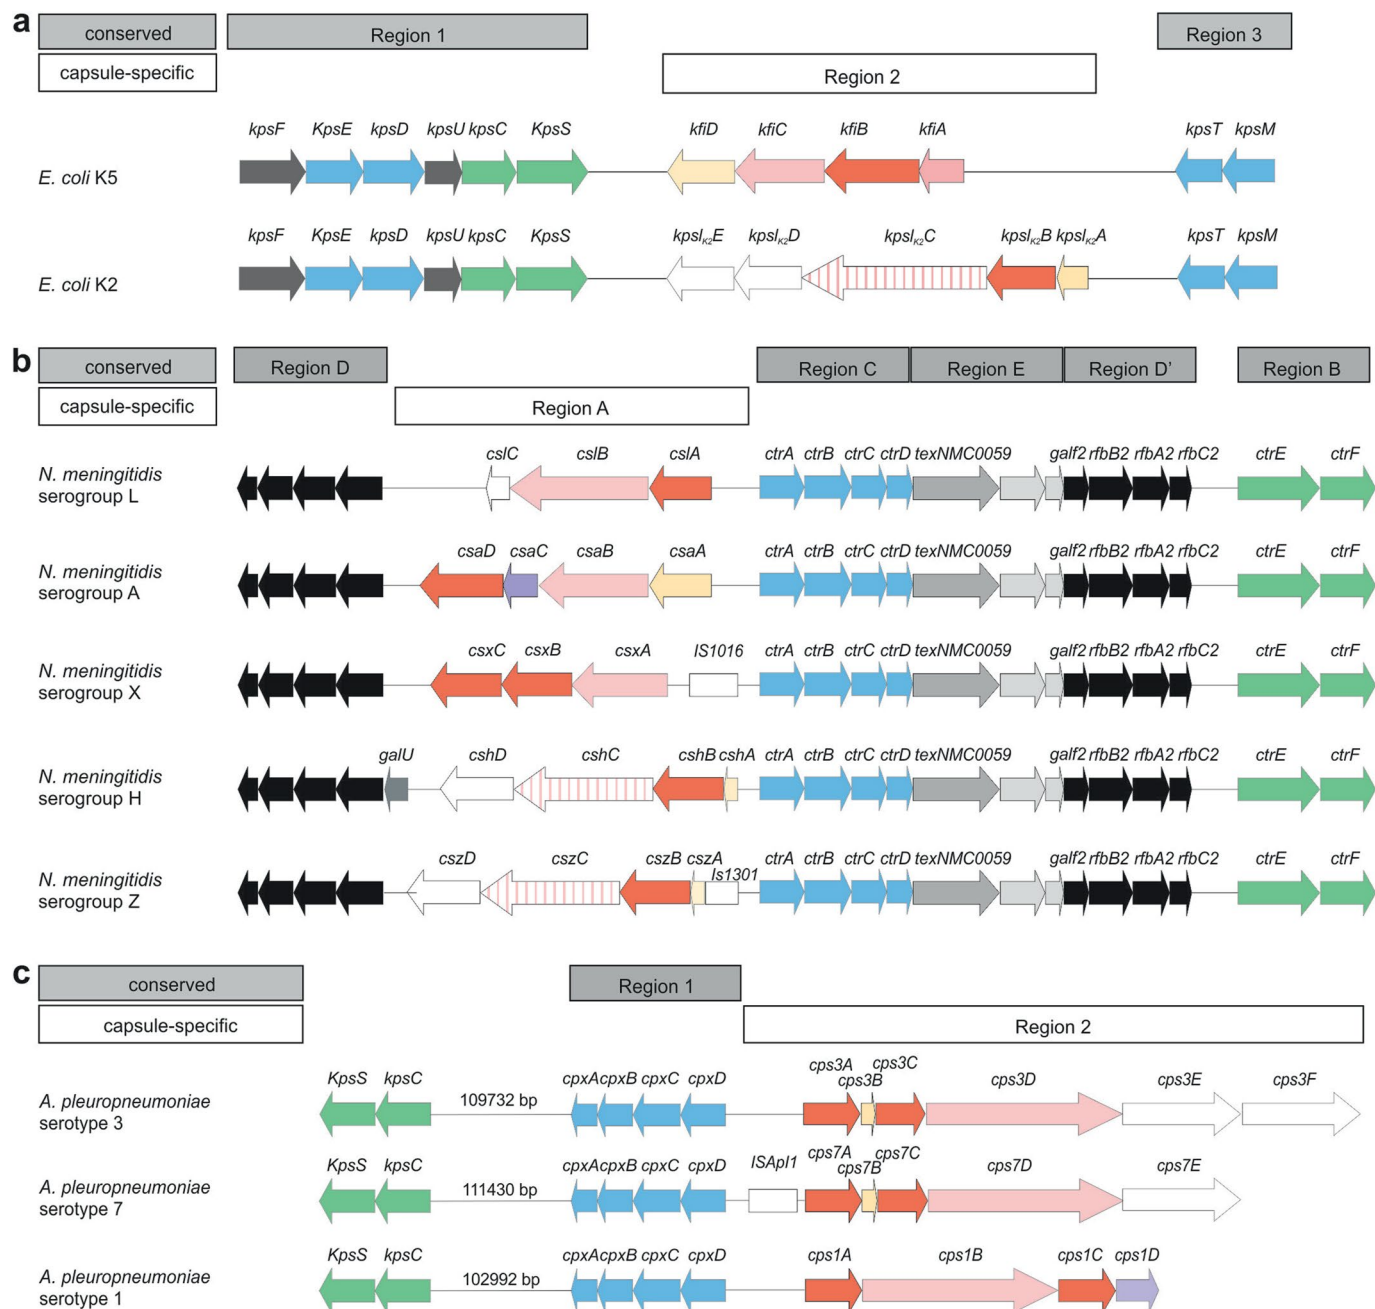 a
conserved
Region 1
Region 3
capsule-specific
Region 2
kpsF KpsE kpsD kpsU kpsC KpsS kfiD kfiC kfiB kfiA kpsT kpsM
E. coli K5
kpsF KpsE kpsD kpsU kpsC KpsS kpsIK2E kpsIK2D kpsIK2C kpsIK2B kpsIK2A kpsT kpsM
E. coli K2
b
conserved
Region D
Region C
Region E
Region D'
Region B
capsule-specific
Region A
cslC cslB cslA ctrA ctrB ctrC ctrD texNMC0059 galf2 rfbB2 rfbA2 rfbC2 ctrE ctrF
N. meningitidis
serogroup L
csaD csaC csaB csaA ctrA ctrB ctrC ctrD texNMC0059 galf2 rfbB2 rfbA2 rfbC2 ctrE ctrF
N. meningitidis
serogroup A
csxC csxB csxA IS1016 ctrA ctrB ctrC ctrD texNMC0059 galf2 rfbB2 rfbA2 rfbC2 ctrE ctrF
N. meningitidis
serogroup X
galU cshD cshC cshB cshA ctrA ctrB ctrC ctrD texNMC0059 galf2 rfbB2 rfbA2 rfbC2 ctrE ctrF
N. meningitidis
serogroup H
cszD cszC cszB cszA Is1301 ctrA ctrB ctrC ctrD texNMC0059 galf2 rfbB2 rfbA2 rfbC2 ctrE ctrF
N. meningitidis
serogroup Z
c
conserved
Region 1
capsule-specific
Region 2
KpsS kpsC 109732 bp cpxA cpxB cpxC cpxD cps3A cps3B cps3C cps3D cps3E cps3F
A. pleuropneumoniae
serotype 3
KpsS kpsC 111430 bp cpxA cpxB cpxC cpxD ISApl1 cps7A cps7B cps7C cps7D cps7E
A. pleuropneumoniae
serotype 7
KpsS kpsC 102992 bp cpxA cpxB cpxC cpxD cps1A cps1B cps1C cps1D
A. pleuropneumoniae
serotype 1